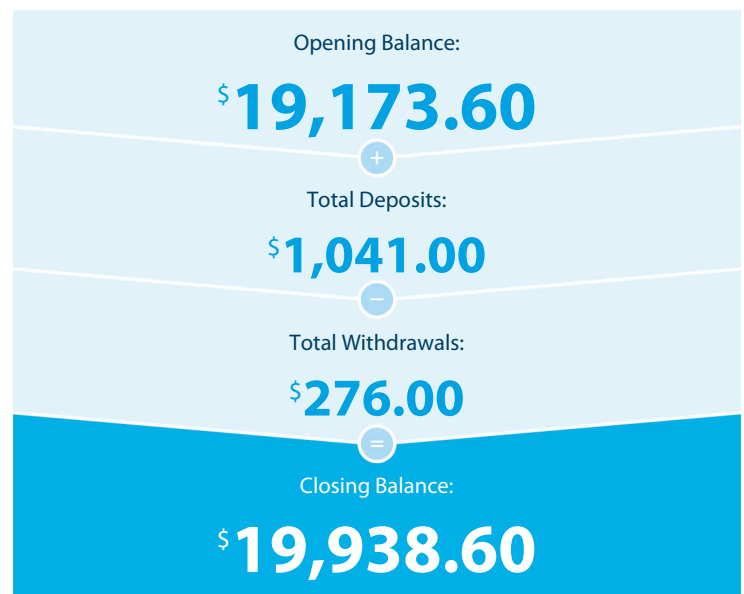 Opening Balance:
$19,173.60
+
Total Deposits:
$1,041.00
−
Total Withdrawals:
$276.00
=
Closing Balance:
$19,938.60